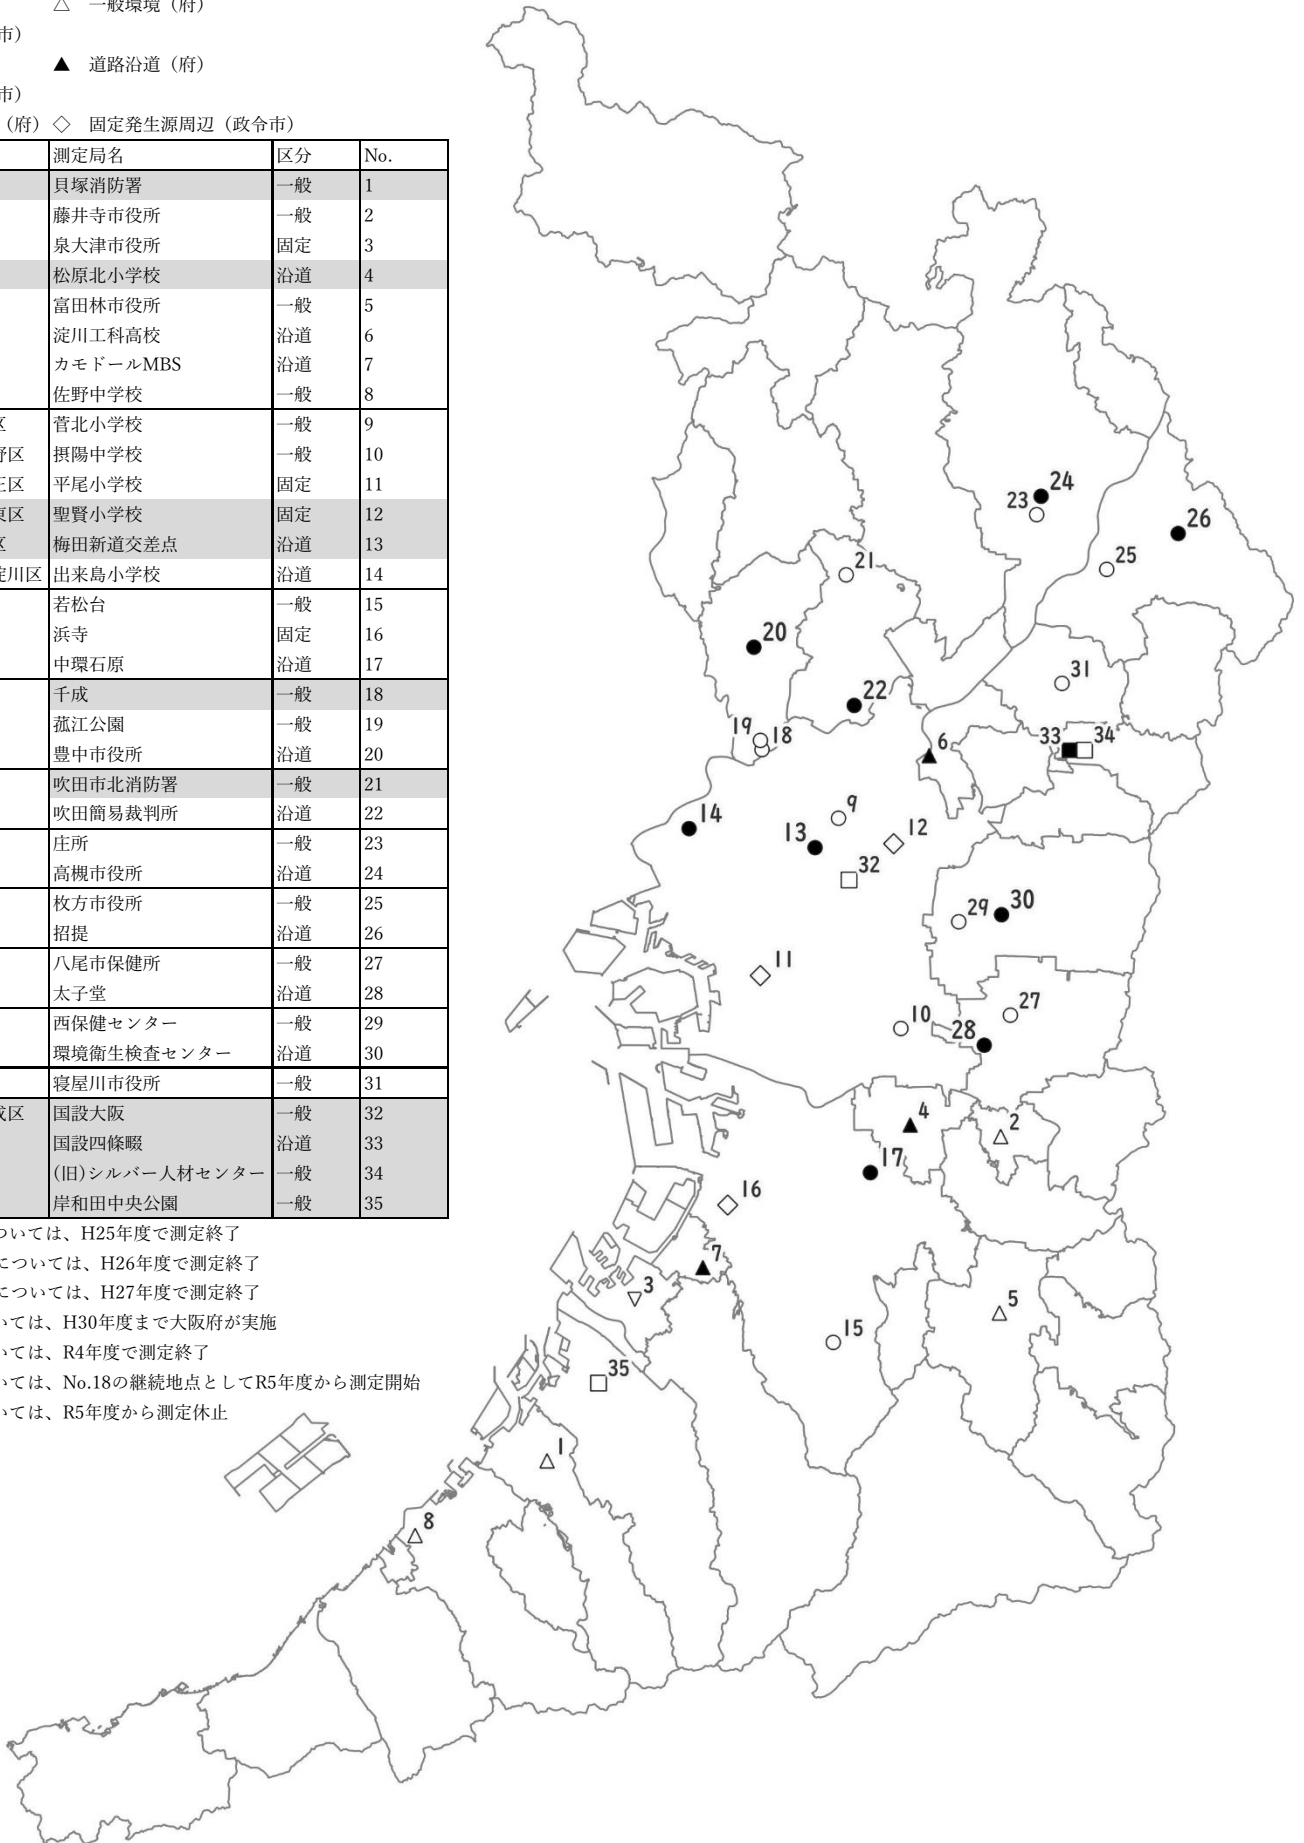 △ 一般環境（府）
市）
▲ 道路沿道（府）
市）
（府） ◇ 固定発生源周辺（政令市）
測定局名 区分 No.
貝塚消防署 一般 1
藤井寺市役所 一般 2
泉大津市役所 固定 3
松原北小学校 沿道 4
富田林市役所 一般 5
淀川工科高校 沿道 6
カモドールMBS 沿道 7
佐野中学校 一般 8
区 菅北小学校 一般 9
野区 摂陽中学校 一般 10
正区 平尾小学校 固定 11
東区 聖賢小学校 固定 12
区 梅田新道交差点 沿道 13
淀川区 出来島小学校 沿道 14
若松台 一般 15
浜寺 固定 16
中環石原 沿道 17
千成 一般 18
菰江公園 一般 19
豊中市役所 沿道 20
吹田市北消防署 一般 21
吹田簡易裁判所 沿道 22
庄所 一般 23
高槻市役所 沿道 24
枚方市役所 一般 25
招提 沿道 26
八尾市保健所 一般 27
太子堂 沿道 28
西保健センター 一般 29
環境衛生検査センター 沿道 30
寝屋川市役所 一般 31
成区 国設大阪 一般 32
国設四條畷 沿道 33
(旧)シルバー人材センター 一般 34
岸和田中央公園 一般 35
ついては、H25年度で測定終了
については、H26年度で測定終了
については、H27年度で測定終了
いては、H30年度まで大阪府が実施
いては、R4年度で測定終了
いては、No.18の継続地点としてR5年度から測定開始
いては、R5年度から測定休止
24
23
26
25
21
20
31
22
19
18
6
33
34
14
9
13
12
32
29
30
11
27
10
28
4
2
17
16
7
3
5
15
35
1
8